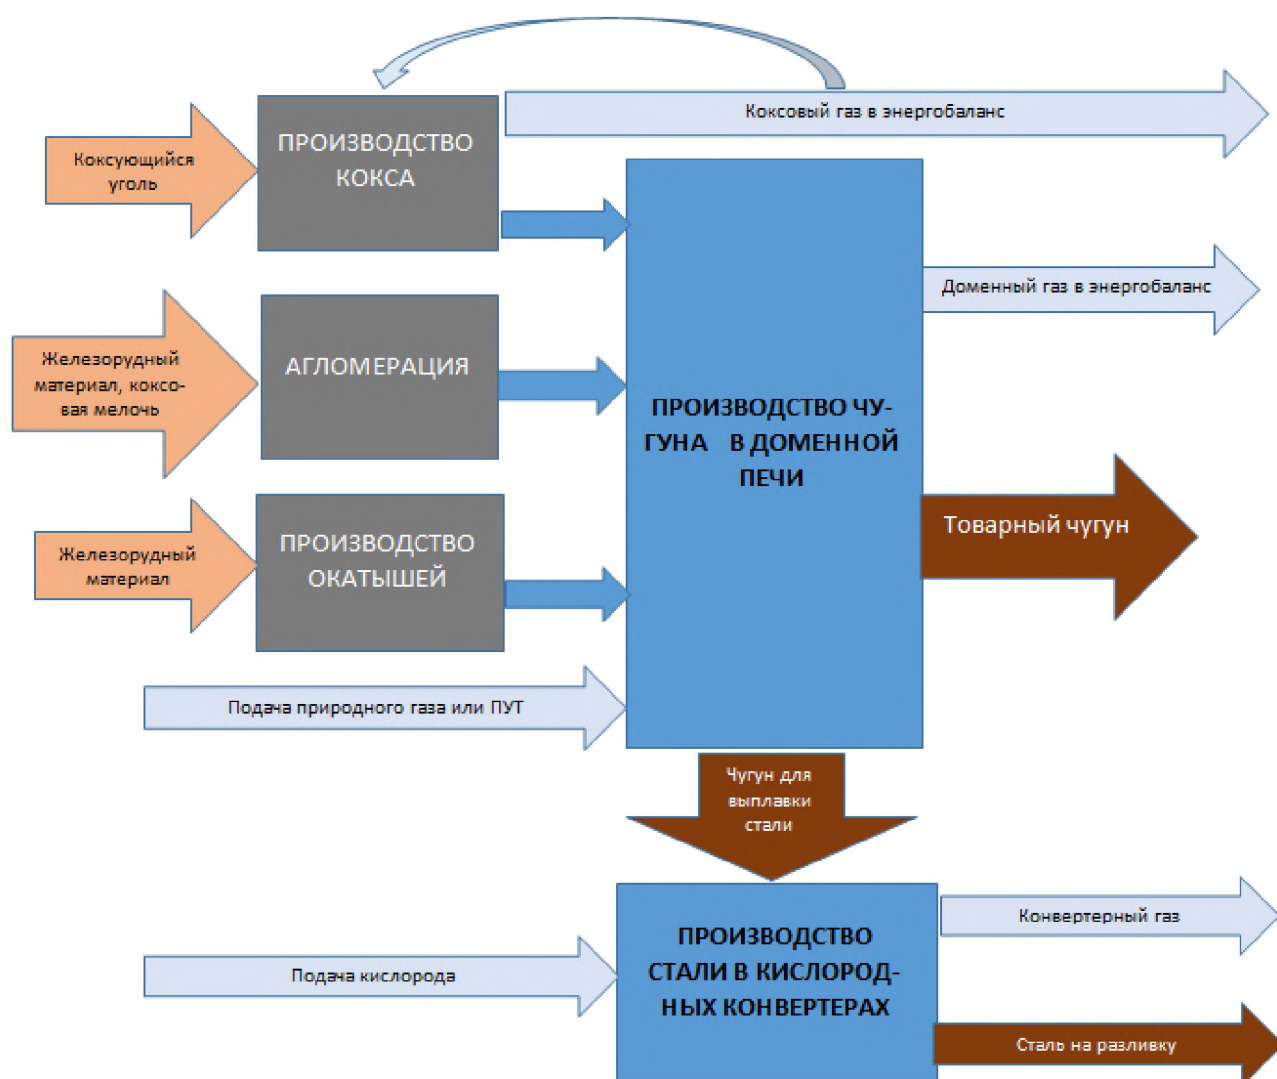 Коксовый газ в энергобаланс
ПРОИЗВОДСТВО
КОКСА
Коксующийся
уголь
Доменный газ в энергобаланс
Железорудный
материал, коксо-
вая мелочь
АГЛОМЕРАЦИЯ
ПРОИЗВОДСТВО ЧУ-
ГУНА В ДОМЕННОЙ
ПЕЧИ
Товарный чугун
Железорудный
материал
ПРОИЗВОДСТВО
ОКАТЫШЕЙ
Подача природного газа или ПУТ
Чугун для
выплавки
стали
Конвертерный газ
ПРОИЗВОДСТВО
СТАЛИ В КИСЛОРОД-
НЫХ КОНВЕРТЕРАХ
Подача кислорода
Сталь на разливку